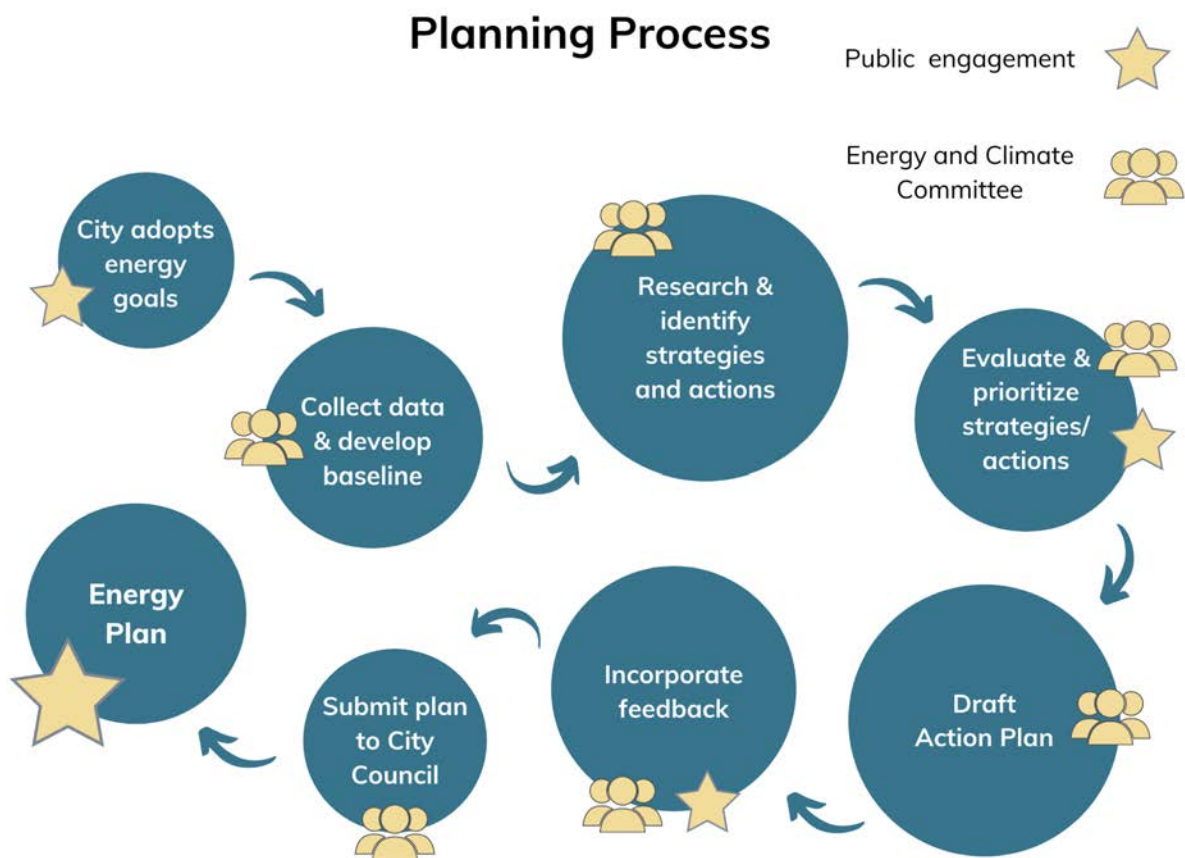 Planning Process
Public engagement
Energy and Climate
Committee
City adopts
energy
goals
Collect data
& develop
baseline
Research &
identify
strategies
and actions
Evaluate &
prioritize
strategies/
actions
Draft
Action Plan
Incorporate
feedback
Submit plan
to City
Council
Energy
Plan